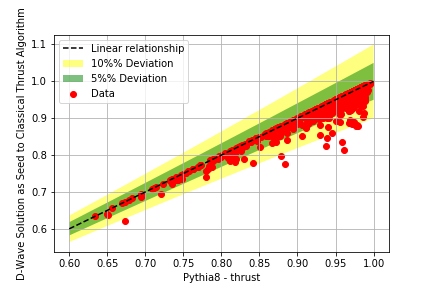 D-Wave Solution as Seed to Classical Thrust Algorithm
1.1
1.0
0.9
0.8
0.7
0.6
Linear relationship
10%% Deviation
5%% Deviation
Data
0.60 0.65 0.70 0.75 0.80 0.85 0.90 0.95 1.00
Pythia8 - thrust